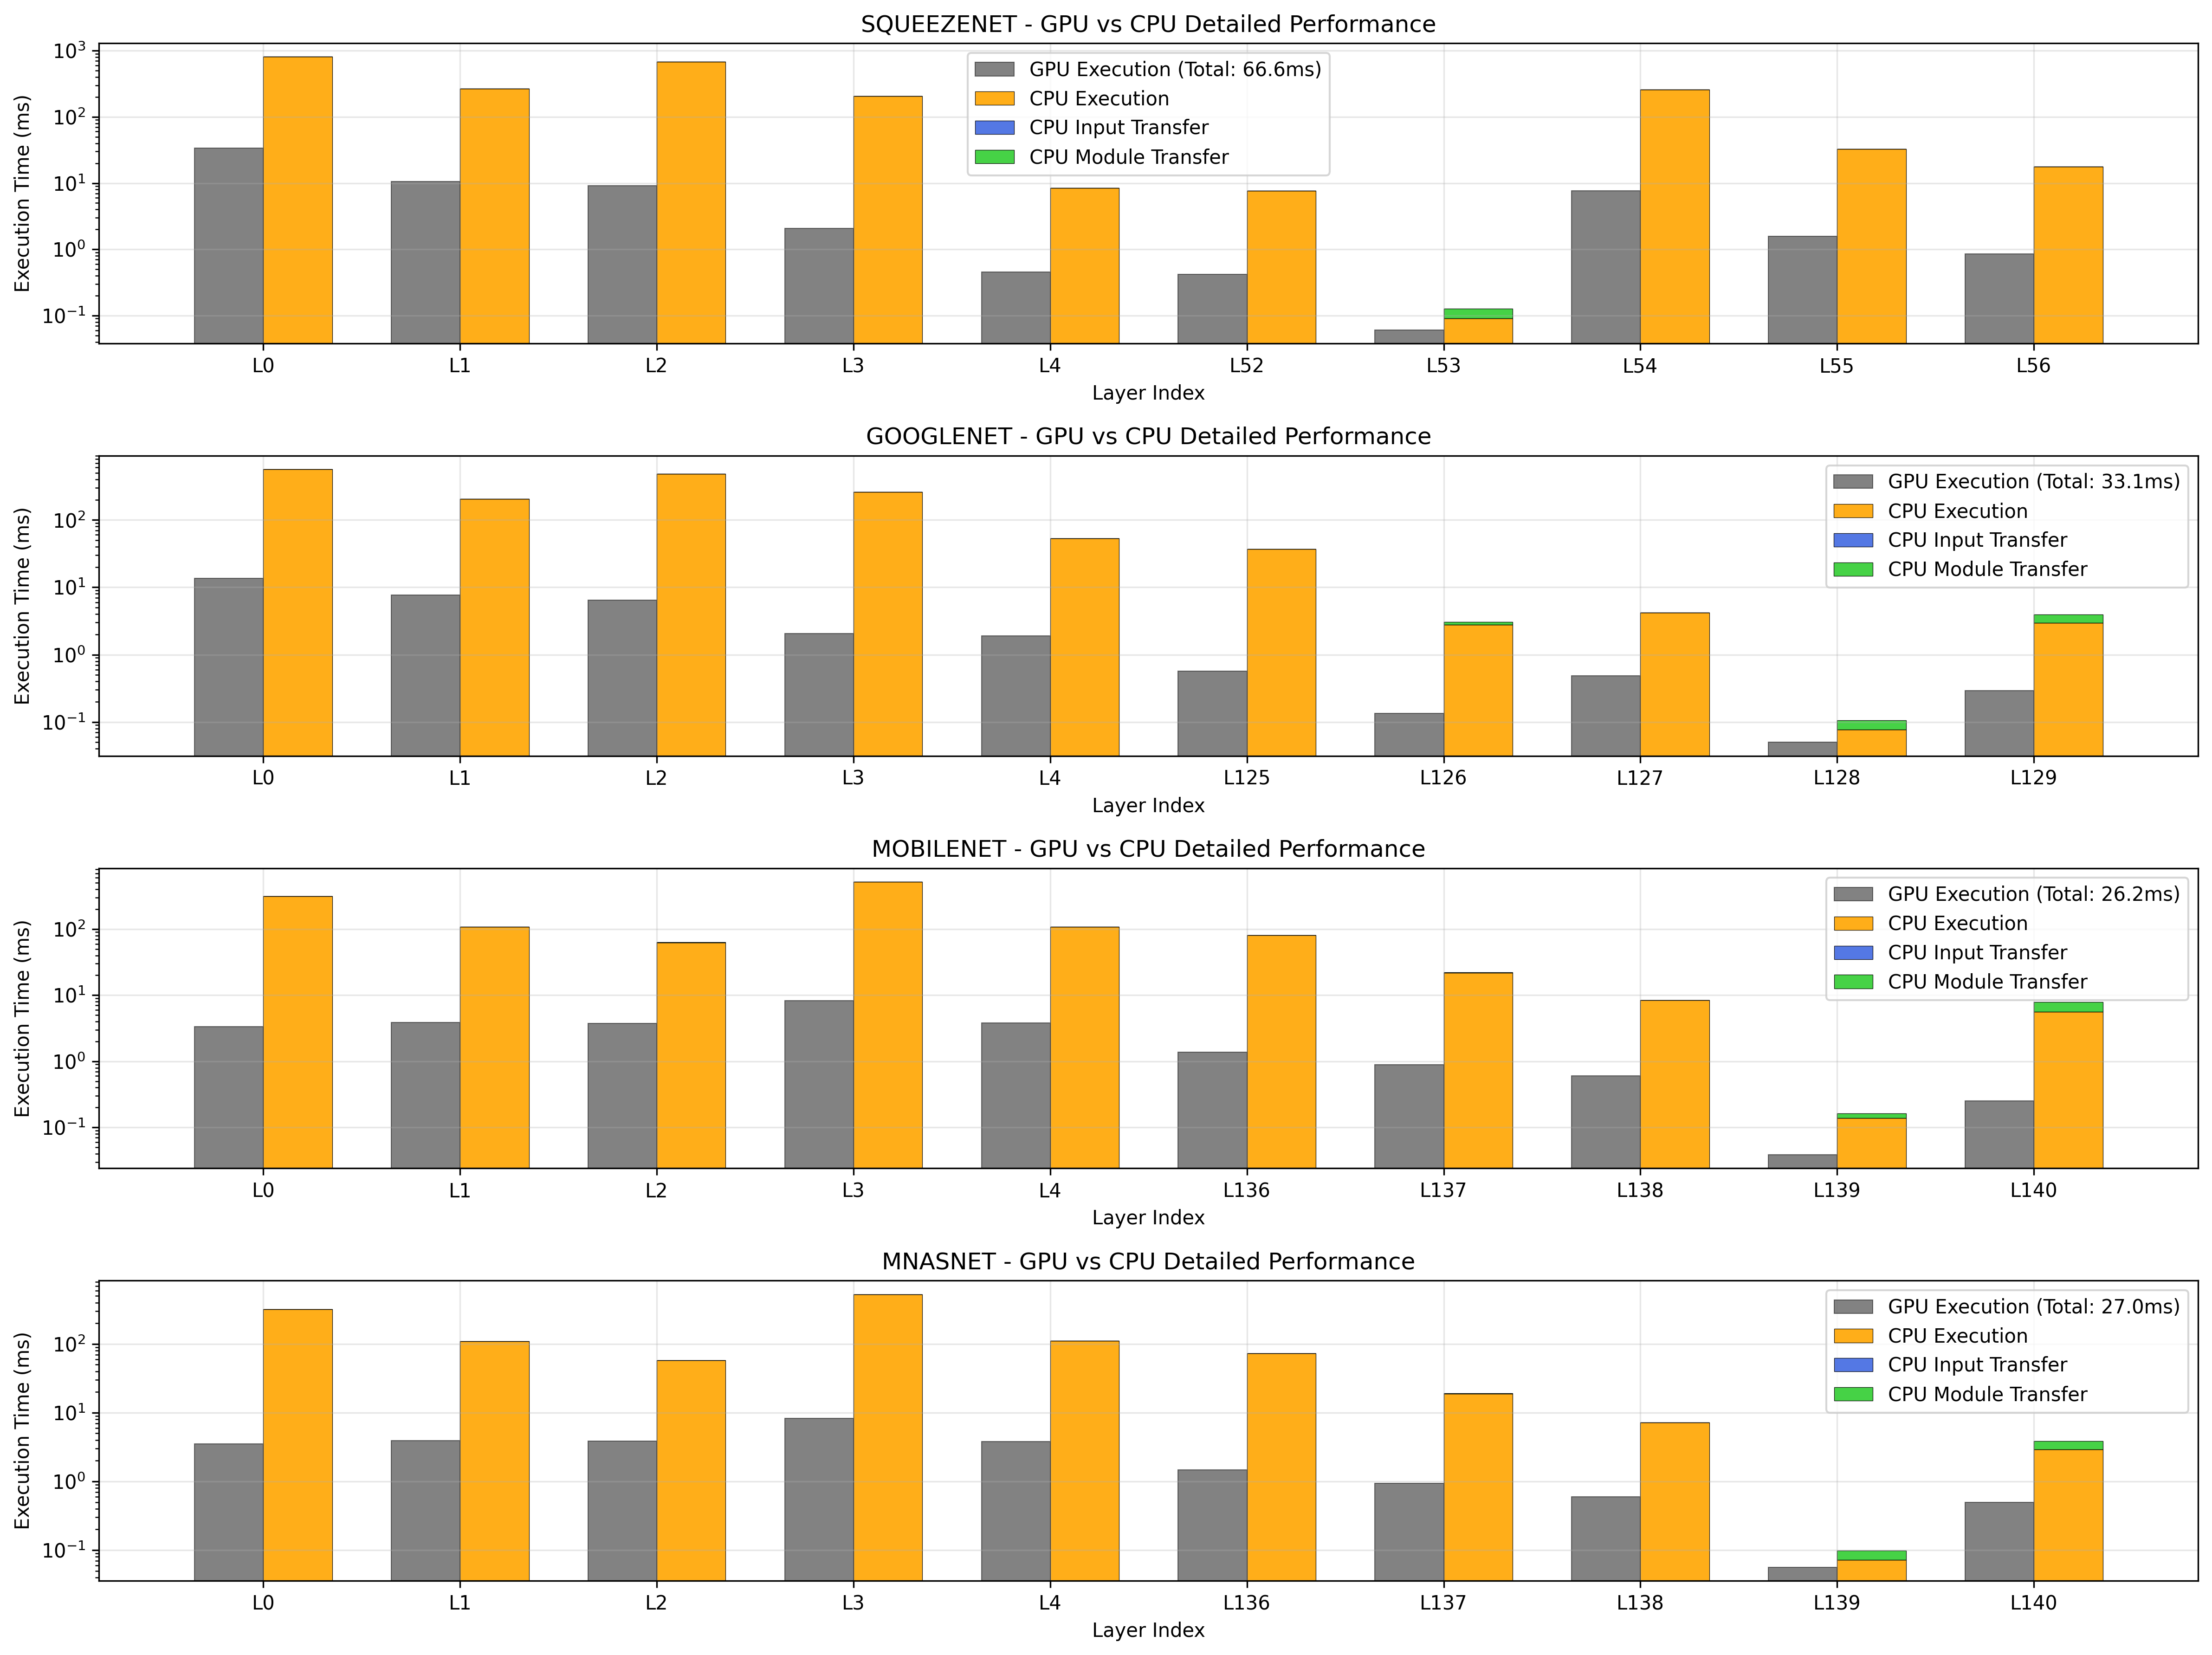 SQUEEZENET - GPU vs CPU Detailed Performance
Execution Time (ms)
10³
10²
10¹
10⁰
10⁻¹
GPU Execution (Total: 66.6ms)
CPU Execution
CPU Input Transfer
CPU Module Transfer
L0 L1 L2 L3 L4 L52 L53 L54 L55 L56
Layer Index
GOOGLENET - GPU vs CPU Detailed Performance
Execution Time (ms)
10²
10¹
10⁰
10⁻¹
GPU Execution (Total: 33.1ms)
CPU Execution
CPU Input Transfer
CPU Module Transfer
L0 L1 L2 L3 L4 L125 L126 L127 L128 L129
Layer Index
MOBILENET - GPU vs CPU Detailed Performance
Execution Time (ms)
10²
10¹
10⁰
10⁻¹
GPU Execution (Total: 26.2ms)
CPU Execution
CPU Input Transfer
CPU Module Transfer
L0 L1 L2 L3 L4 L136 L137 L138 L139 L140
Layer Index
MNASNET - GPU vs CPU Detailed Performance
Execution Time (ms)
10²
10¹
10⁰
10⁻¹
GPU Execution (Total: 27.0ms)
CPU Execution
CPU Input Transfer
CPU Module Transfer
L0 L1 L2 L3 L4 L136 L137 L138 L139 L140
Layer Index